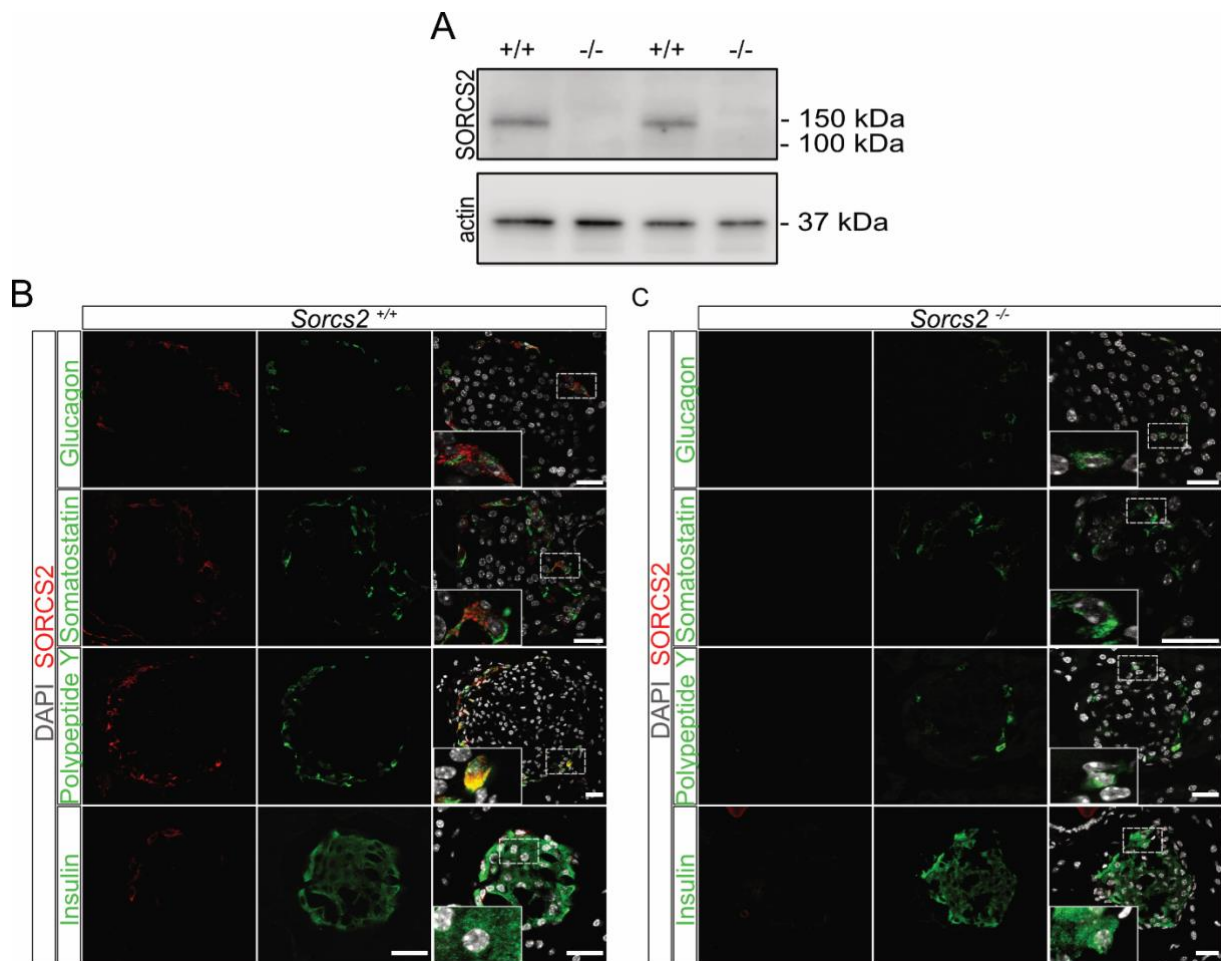 A
+/+ -/- +/+ -/-
SORCS2
- 150 kDa
- 100 kDa
actin
- 37 kDa
B
Sorcs2 +/+
DAPI SORCS2
Glucagon
Somatostatin
Polypeptide Y
Insulin
C
Sorcs2 -/-
DAPI SORCS2
Glucagon
Somatostatin
Polypeptide Y
Insulin